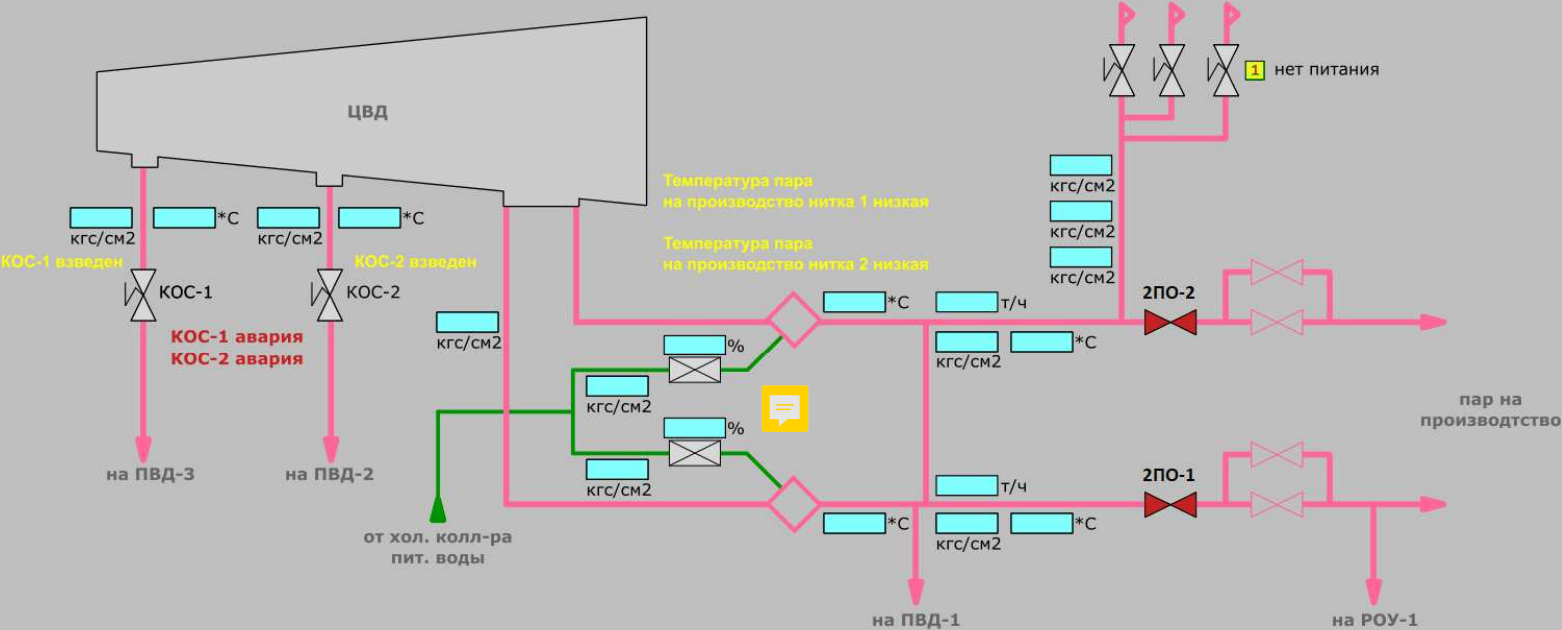 1 нет питания
ЦВД
кгс/см2
кгс/см2
кгс/см2
Температура пара
на производство нитка 1 низкая
Температура пара
на производство нитка 2 низкая
*C
кгс/см2
*C
кгс/см2
КОС-1 взведен
КОС-2 взведен
КОС-1
КОС-2
КОС-1 авария
КОС-2 авария
кгс/см2
*C
т/ч
2ПО-2
кгс/см2
*C
%
кгс/см2
%
кгс/см2
пар на
производтство
на ПВД-3
на ПВД-2
от хол. колл-ра
пит. воды
*C
т/ч
2ПО-1
кгс/см2
*C
на ПВД-1
на РОУ-1